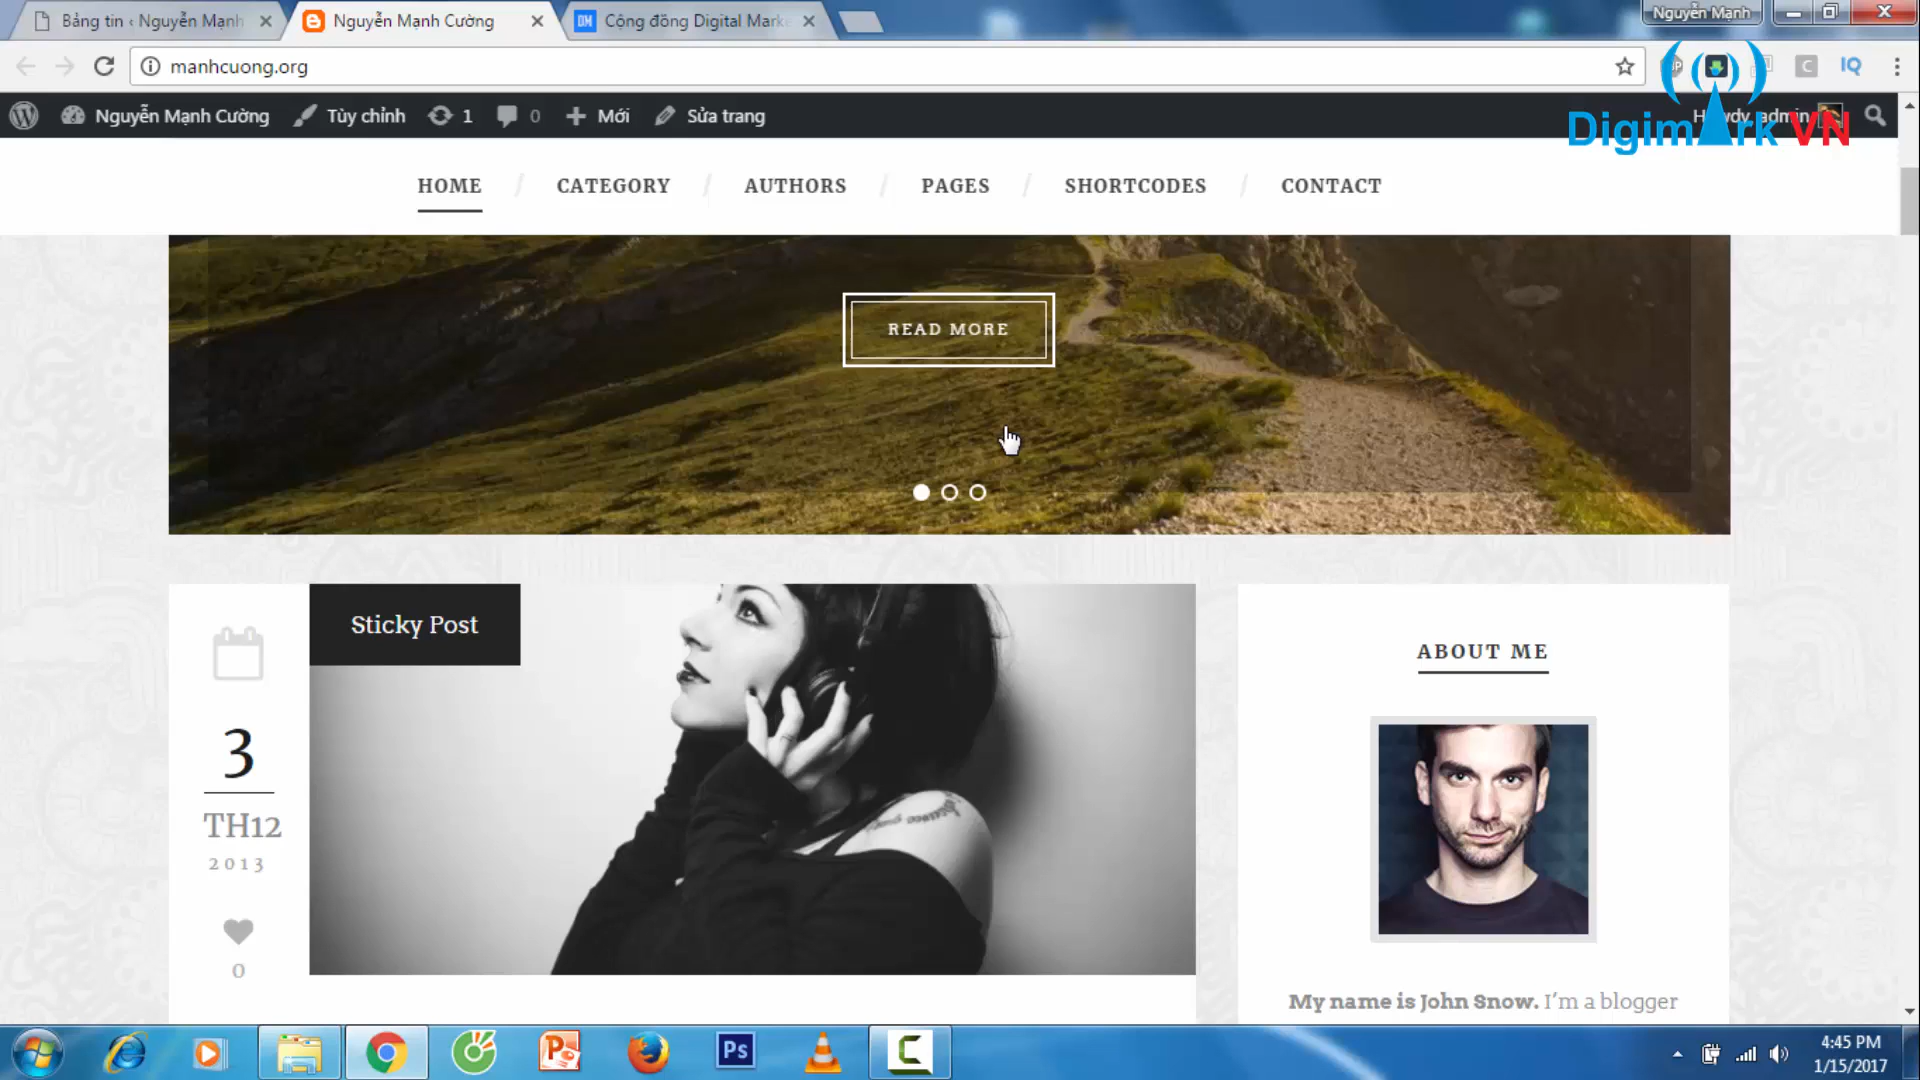 Bảng tin ‹ Nguyễn Mạnh
Nguyễn Mạnh Cường
Cộng đồng Digital Marke
Nguyễn Mạnh
manhcuong.org
IQ
Nguyễn Mạnh Cường
Tùy chỉnh
1
0
Mới
Sửa trang
Digimark VN
HOME / CATEGORY / AUTHORS / PAGES / SHORTCODES / CONTACT
READ MORE
Sticky Post
3
TH12
2013
0
ABOUT ME
My name is John Snow. I'm a blogger
Ps
4:45 PM
1/15/2017